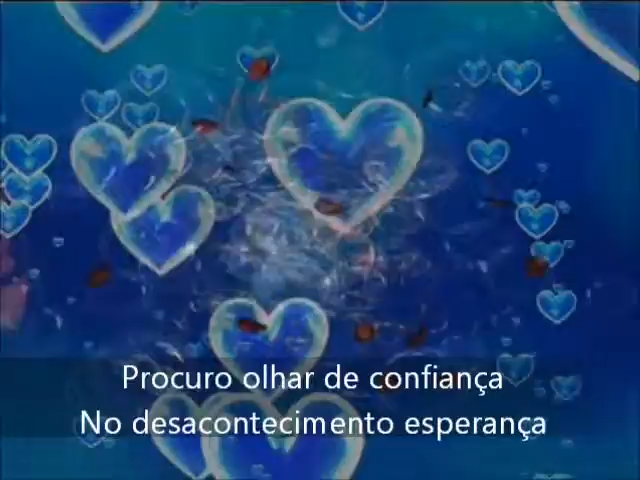 Procuro olhar de confiança
No desacontecimento esperança